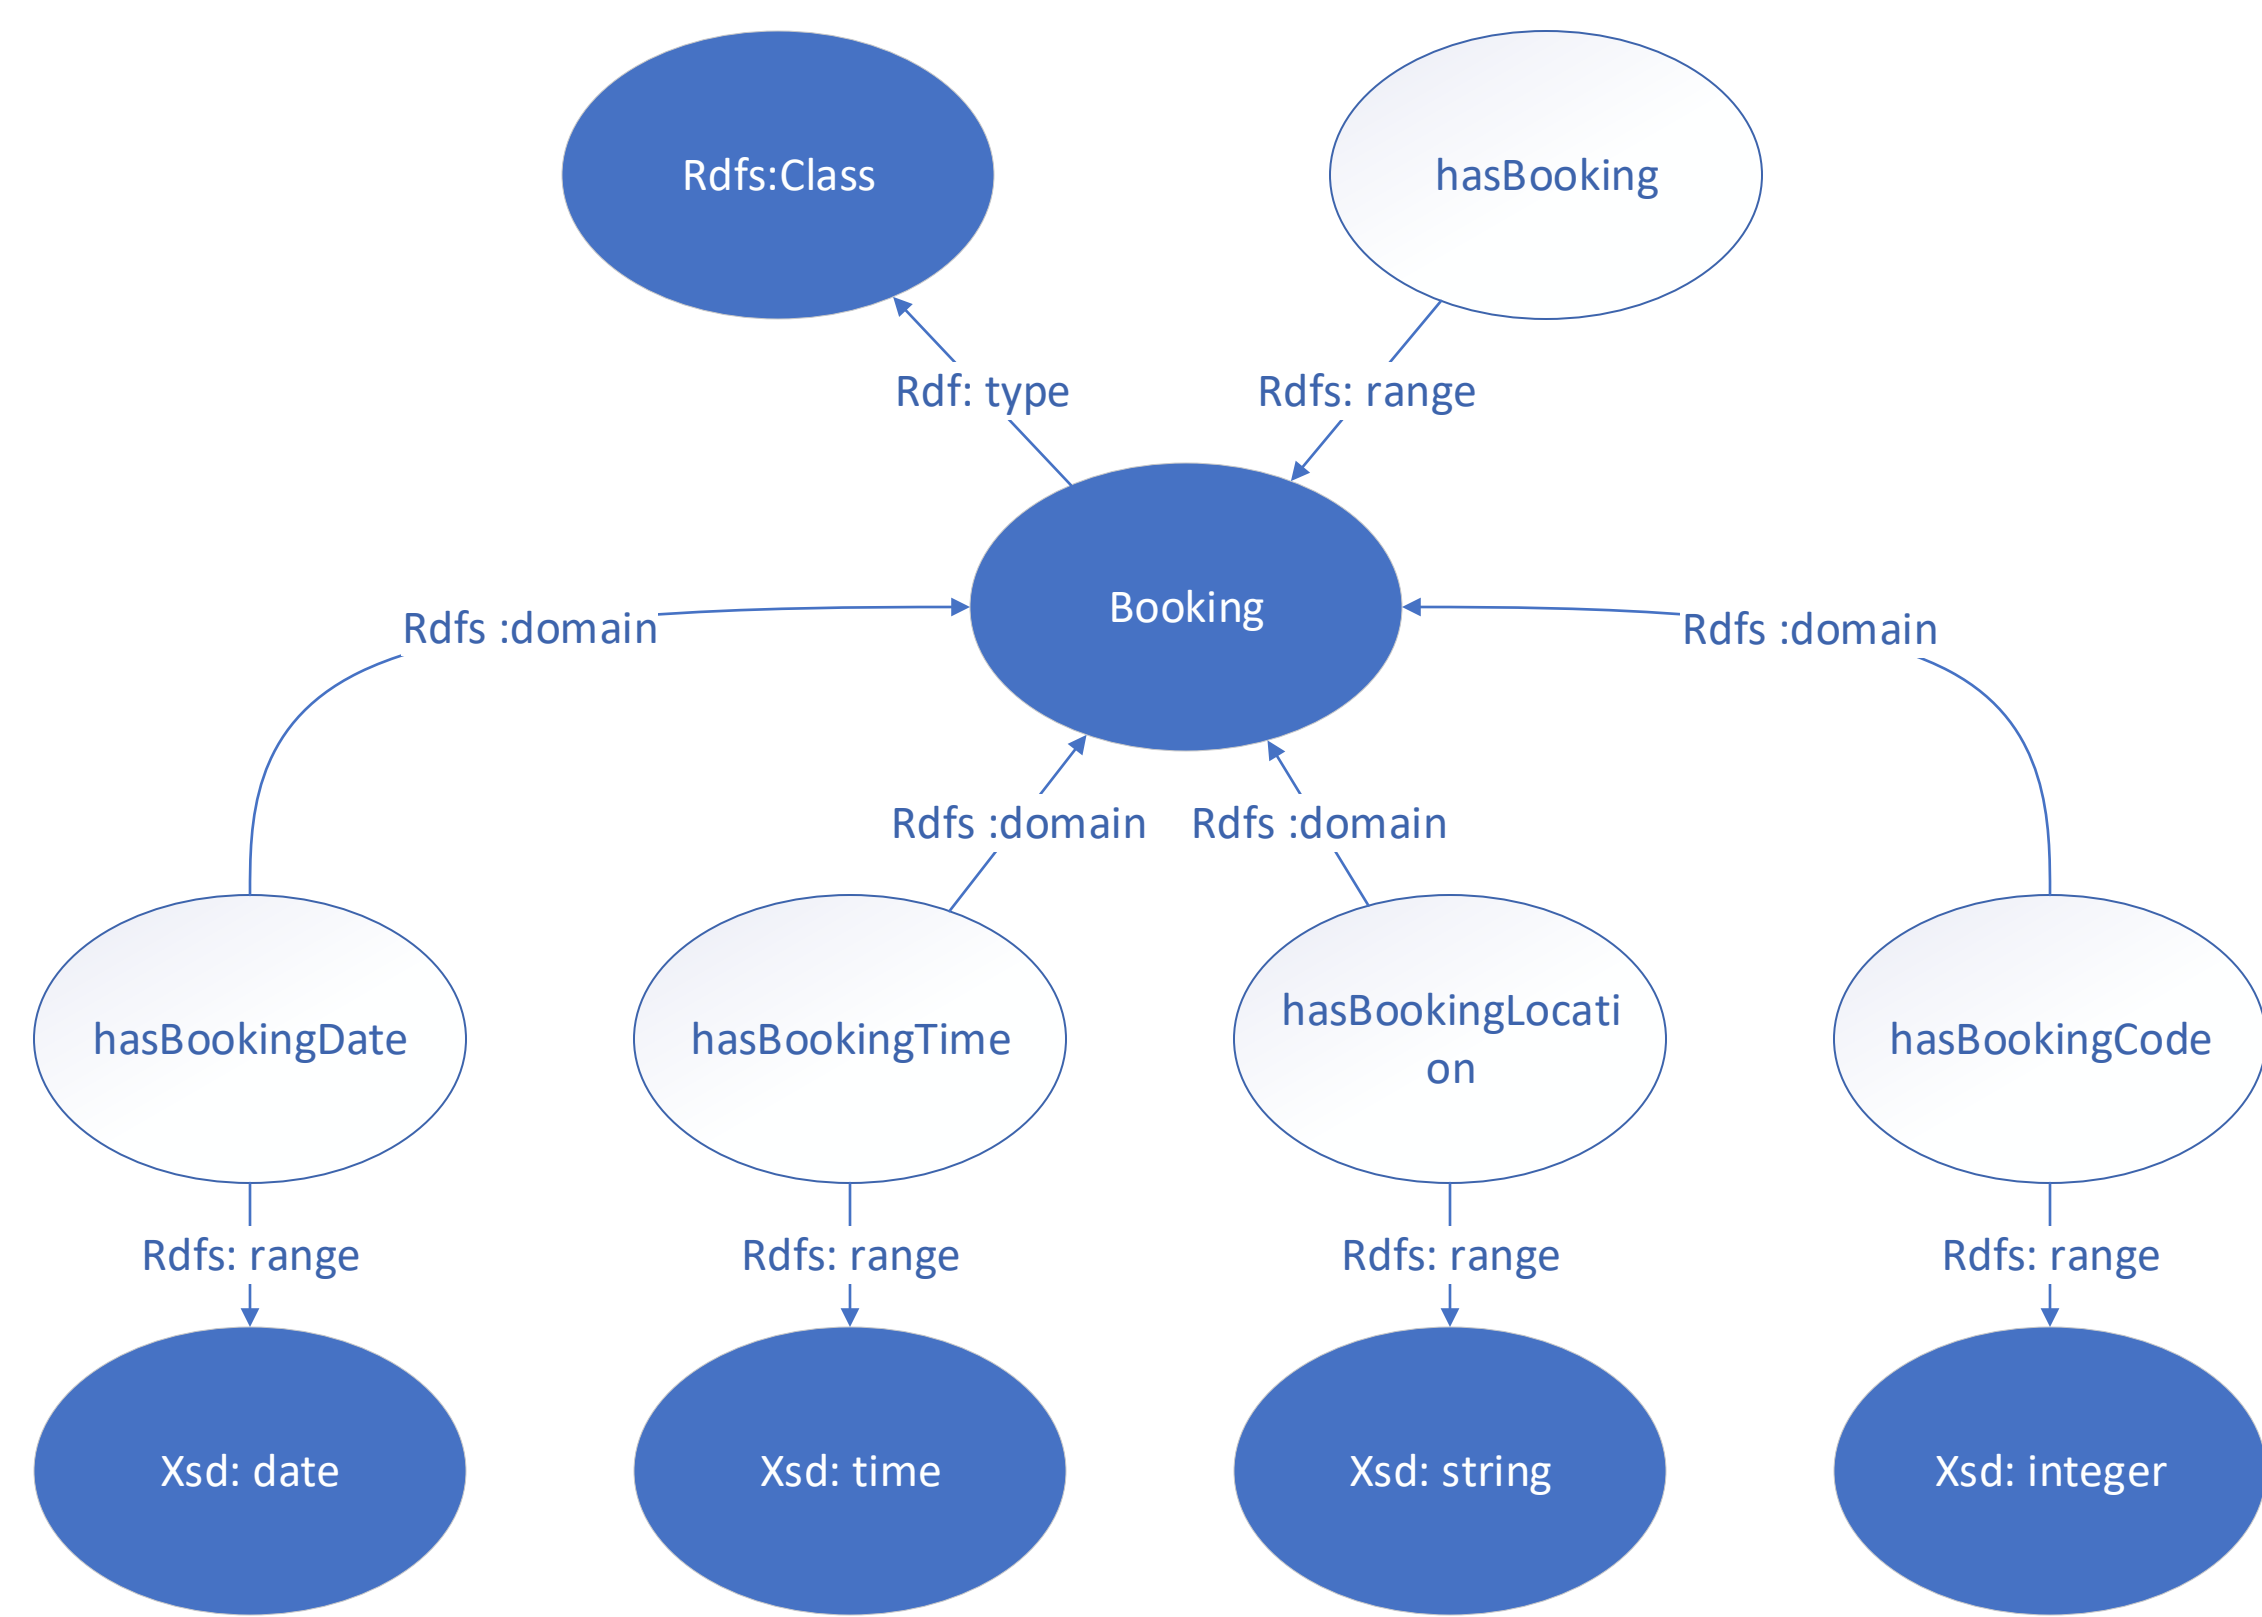 Rdfs:Class
hasBooking
Rdf: type
Rdfs: range
Booking
Rdfs :domain
Rdfs :domain
Rdfs :domain
Rdfs :domain
hasBookingDate
hasBookingTime
hasBookingLocati
on
hasBookingCode
Rdfs: range
Rdfs: range
Rdfs: range
Rdfs: range
Xsd: date
Xsd: time
Xsd: string
Xsd: integer